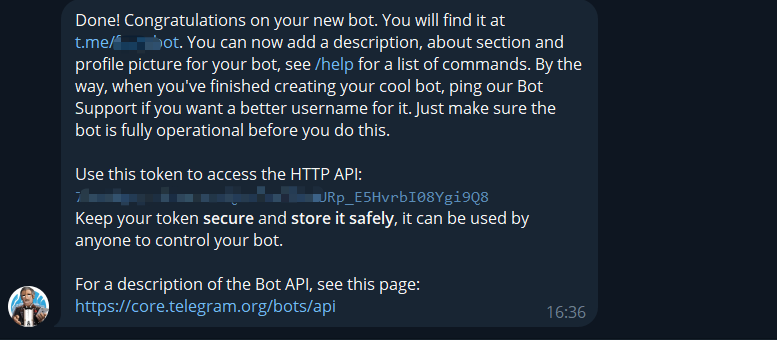 Done! Congratulations on your new bot. You will find it at
t.me/ bot. You can now add a description, about section and
profile picture for your bot, see /help for a list of commands. By the
way, when you've finished creating your cool bot, ping our Bot
Support if you want a better username for it. Just make sure the
bot is fully operational before you do this.
Use this token to access the HTTP API:
URp_E5HvrbI08Ygi9Q8
Keep your token secure and store it safely, it can be used by
anyone to control your bot.
For a description of the Bot API, see this page:
https://core.telegram.org/bots/api
16:36